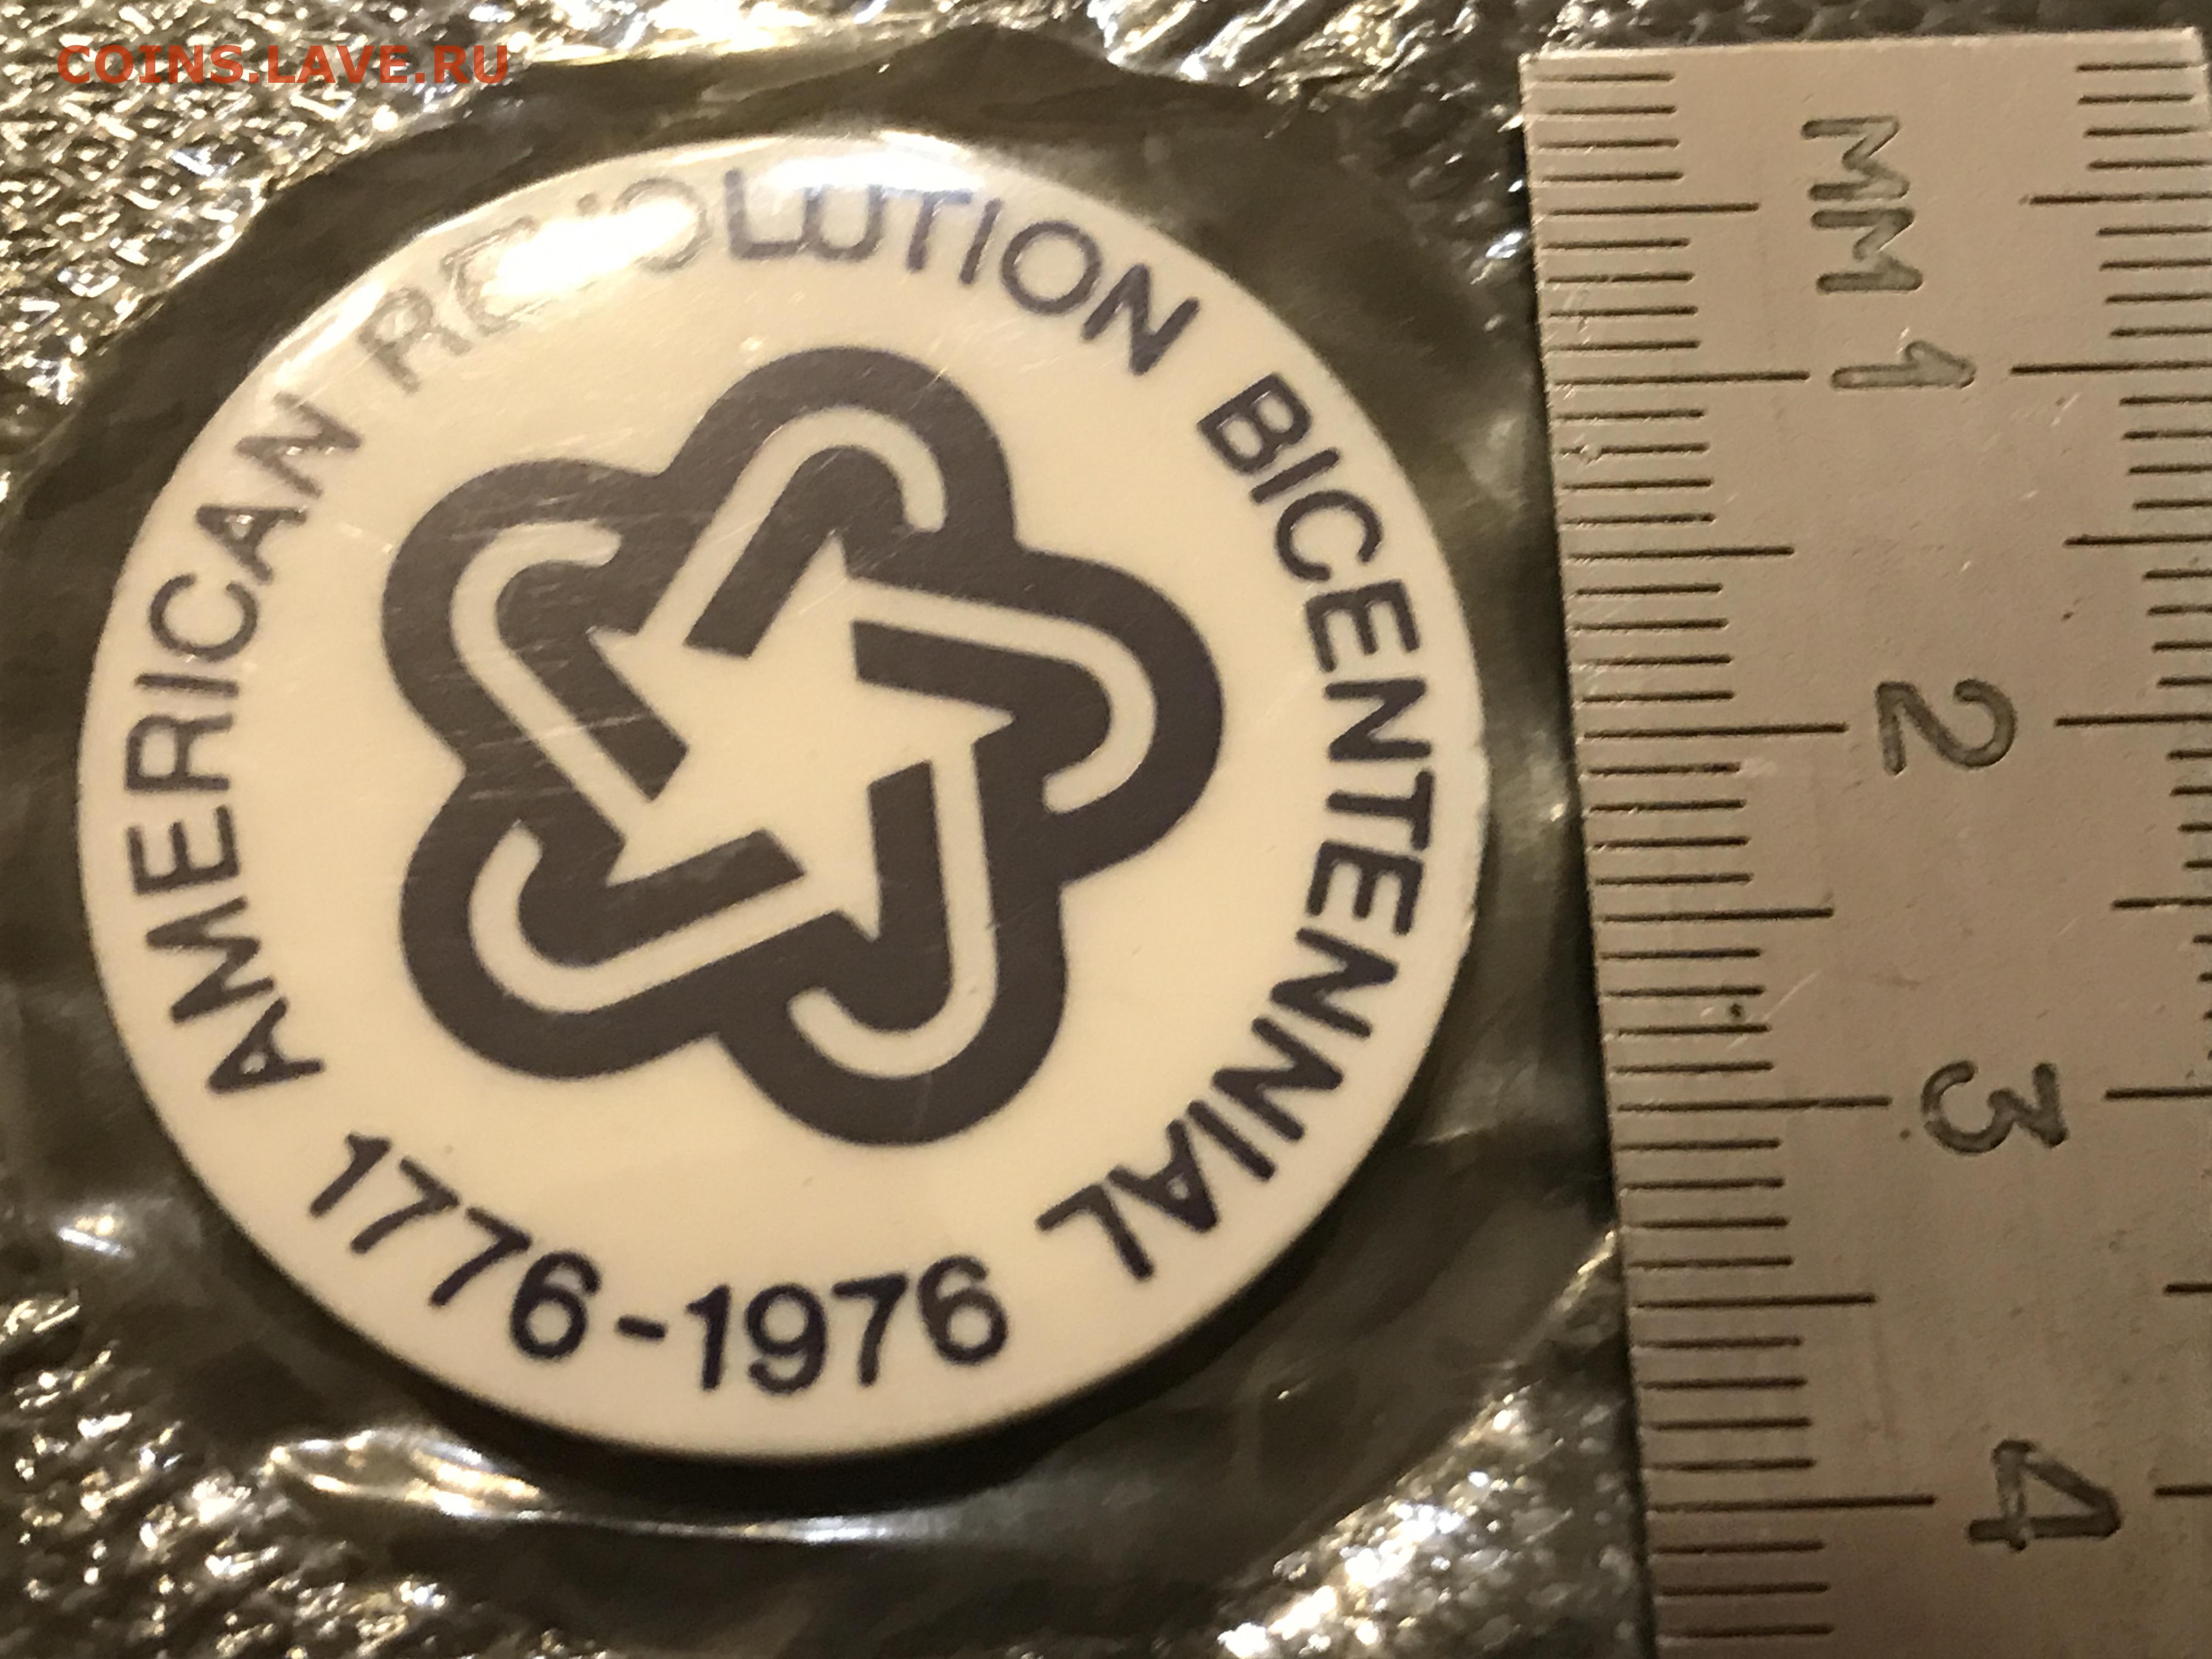 COINS.LAVE.RU
AMERICAN REVOLUTION BICENTENNIAL
1776-1976
MM 1 2 3 4